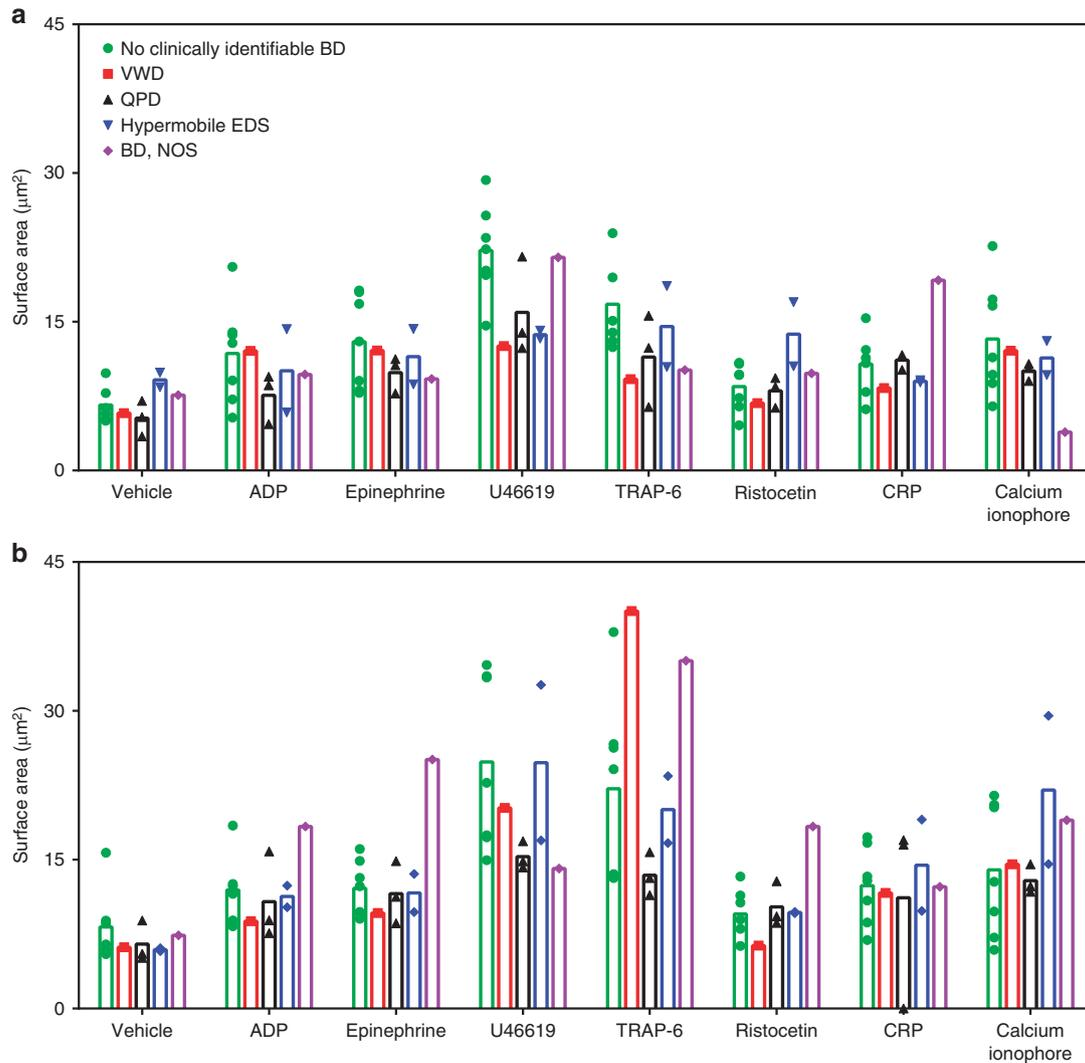 a
45
30
15
0
Surface area (μm²)
No clinically identifiable BD
VWD
QPD
Hypermobile EDS
BD, NOS
Vehicle
ADP
Epinephrine
U46619
TRAP-6
Ristocetin
CRP
Calcium
ionophore
b
45
30
15
0
Surface area (μm²)
Vehicle
ADP
Epinephrine
U46619
TRAP-6
Ristocetin
CRP
Calcium
ionophore